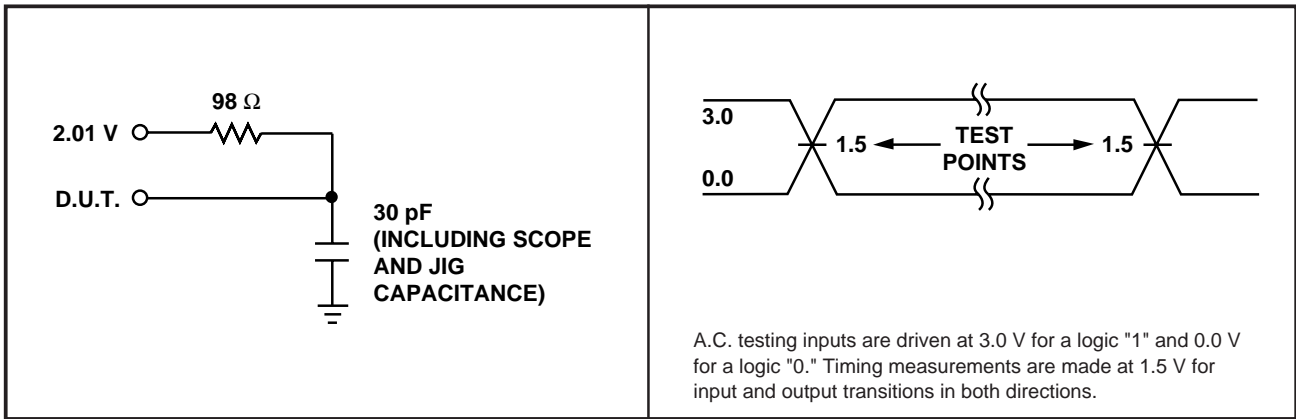 98 Ω
2.01 V
D.U.T.
30 pF
(INCLUDING SCOPE
AND JIG
CAPACITANCE)
3.0
0.0
1.5
TEST
POINTS
1.5
A.C. testing inputs are driven at 3.0 V for a logic "1" and 0.0 V
for a logic "0." Timing measurements are made at 1.5 V for
input and output transitions in both directions.